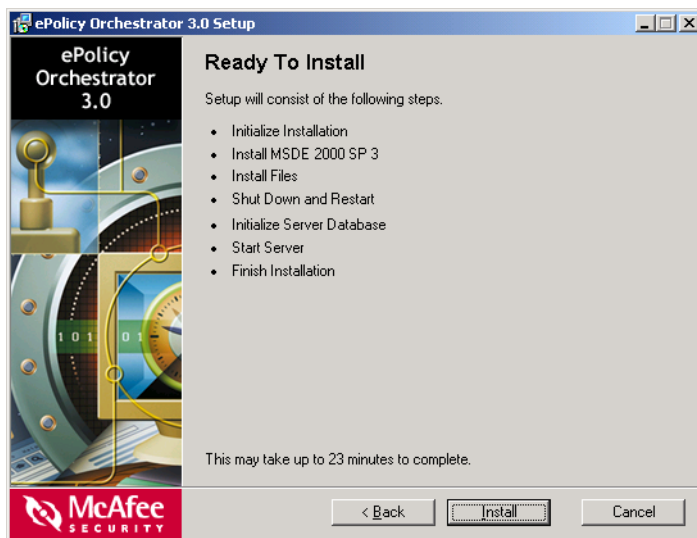 ePolicy Orchestrator 3.0 Setup
ePolicy
Orchestrator
3.0
Ready To Install
Setup will consist of the following steps.
• Initialize Installation
• Install MSDE 2000 SP 3
• Install Files
• Shut Down and Restart
• Initialize Server Database
• Start Server
• Finish Installation
1 0 1 0 1
This may take up to 23 minutes to complete.
McAfee
SECURITY
< Back
Install
Cancel